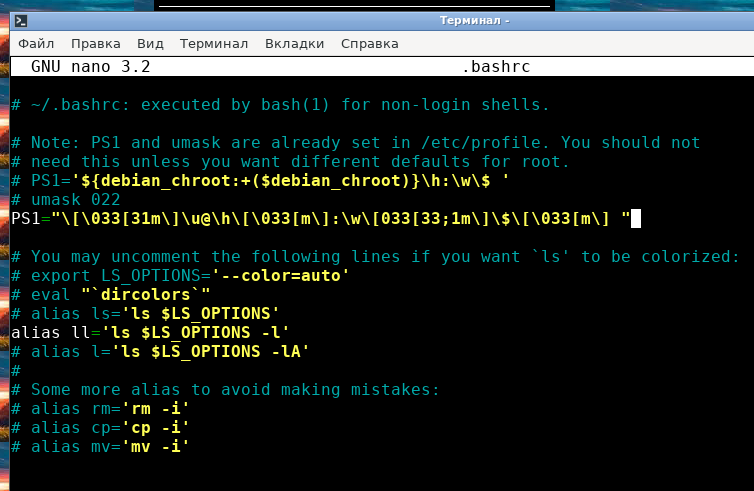 Терминал -
Файл Правка Вид Терминал Вкладки Справка
GNU nano 3.2 .bashrc
# ~/.bashrc: executed by bash(1) for non-login shells.
# Note: PS1 and umask are already set in /etc/profile. You should not
# need this unless you want different defaults for root.
# PS1='${debian_chroot:+($debian_chroot)}\h:\w\$ '
# umask 022
PS1="\[\033[31m\]\u@\h\[\033[m\]:\w\[033[33;1m\]\$\[\033[m\] "
# You may uncomment the following lines if you want `ls' to be colorized:
# export LS_OPTIONS='--color=auto'
# eval "`dircolors`"
# alias ls='ls $LS_OPTIONS'
alias ll='ls $LS_OPTIONS -l'
# alias l='ls $LS_OPTIONS -lA'
#
# Some more alias to avoid making mistakes:
# alias rm='rm -i'
# alias cp='cp -i'
# alias mv='mv -i'